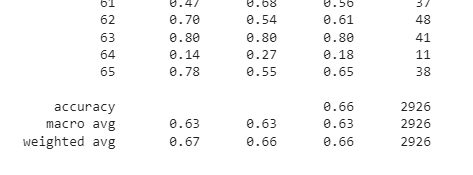 61 0.47 0.68 0.56 37
62 0.70 0.54 0.61 48
63 0.80 0.80 0.80 41
64 0.14 0.27 0.18 11
65 0.78 0.55 0.65 38
accuracy 0.66 2926
macro avg 0.63 0.63 0.63 2926
weighted avg 0.67 0.66 0.66 2926